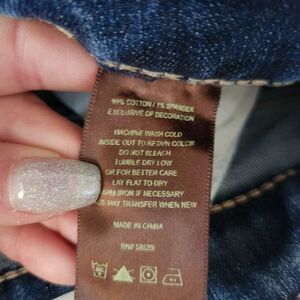 99% COTTON / 1% SPANDEX
EXCLUSIVE OF DECORATION
MACHINE WASH COLD
INSIDE OUT TO RETAIN COLOR
DO NOT BLEACH
TUMBLE DRY LOW
OR FOR BETTER CARE
LAY FLAT TO DRY
WARM IRON IF NECESSARY
MAY TRANSFER WHEN NEW
MADE IN CHINA
RN#